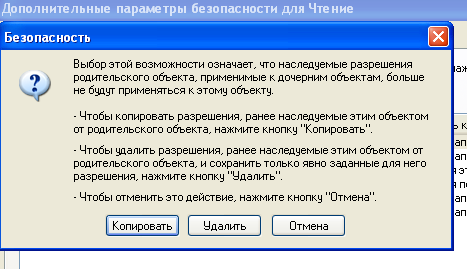 Дополнительные параметры безопасности для Чтение
Безопасность
Выбор этой возможности означает, что наследуемые разрешения
родительского объекта, применимые к дочерним объектам, больше
не будут применяться к этому объекту.
- Чтобы копировать разрешения, ранее наследуемые этим объектом
от родительского объекта, нажмите кнопку "Копировать".
- Чтобы удалить разрешения, ранее наследуемые этим объектом от
родительского объекта, и сохранить только явно заданные для него
разрешения, нажмите кнопку "Удалить".
- Чтобы отменить это действие, нажмите кнопку "Отмена".
Копировать Удалить Отмена